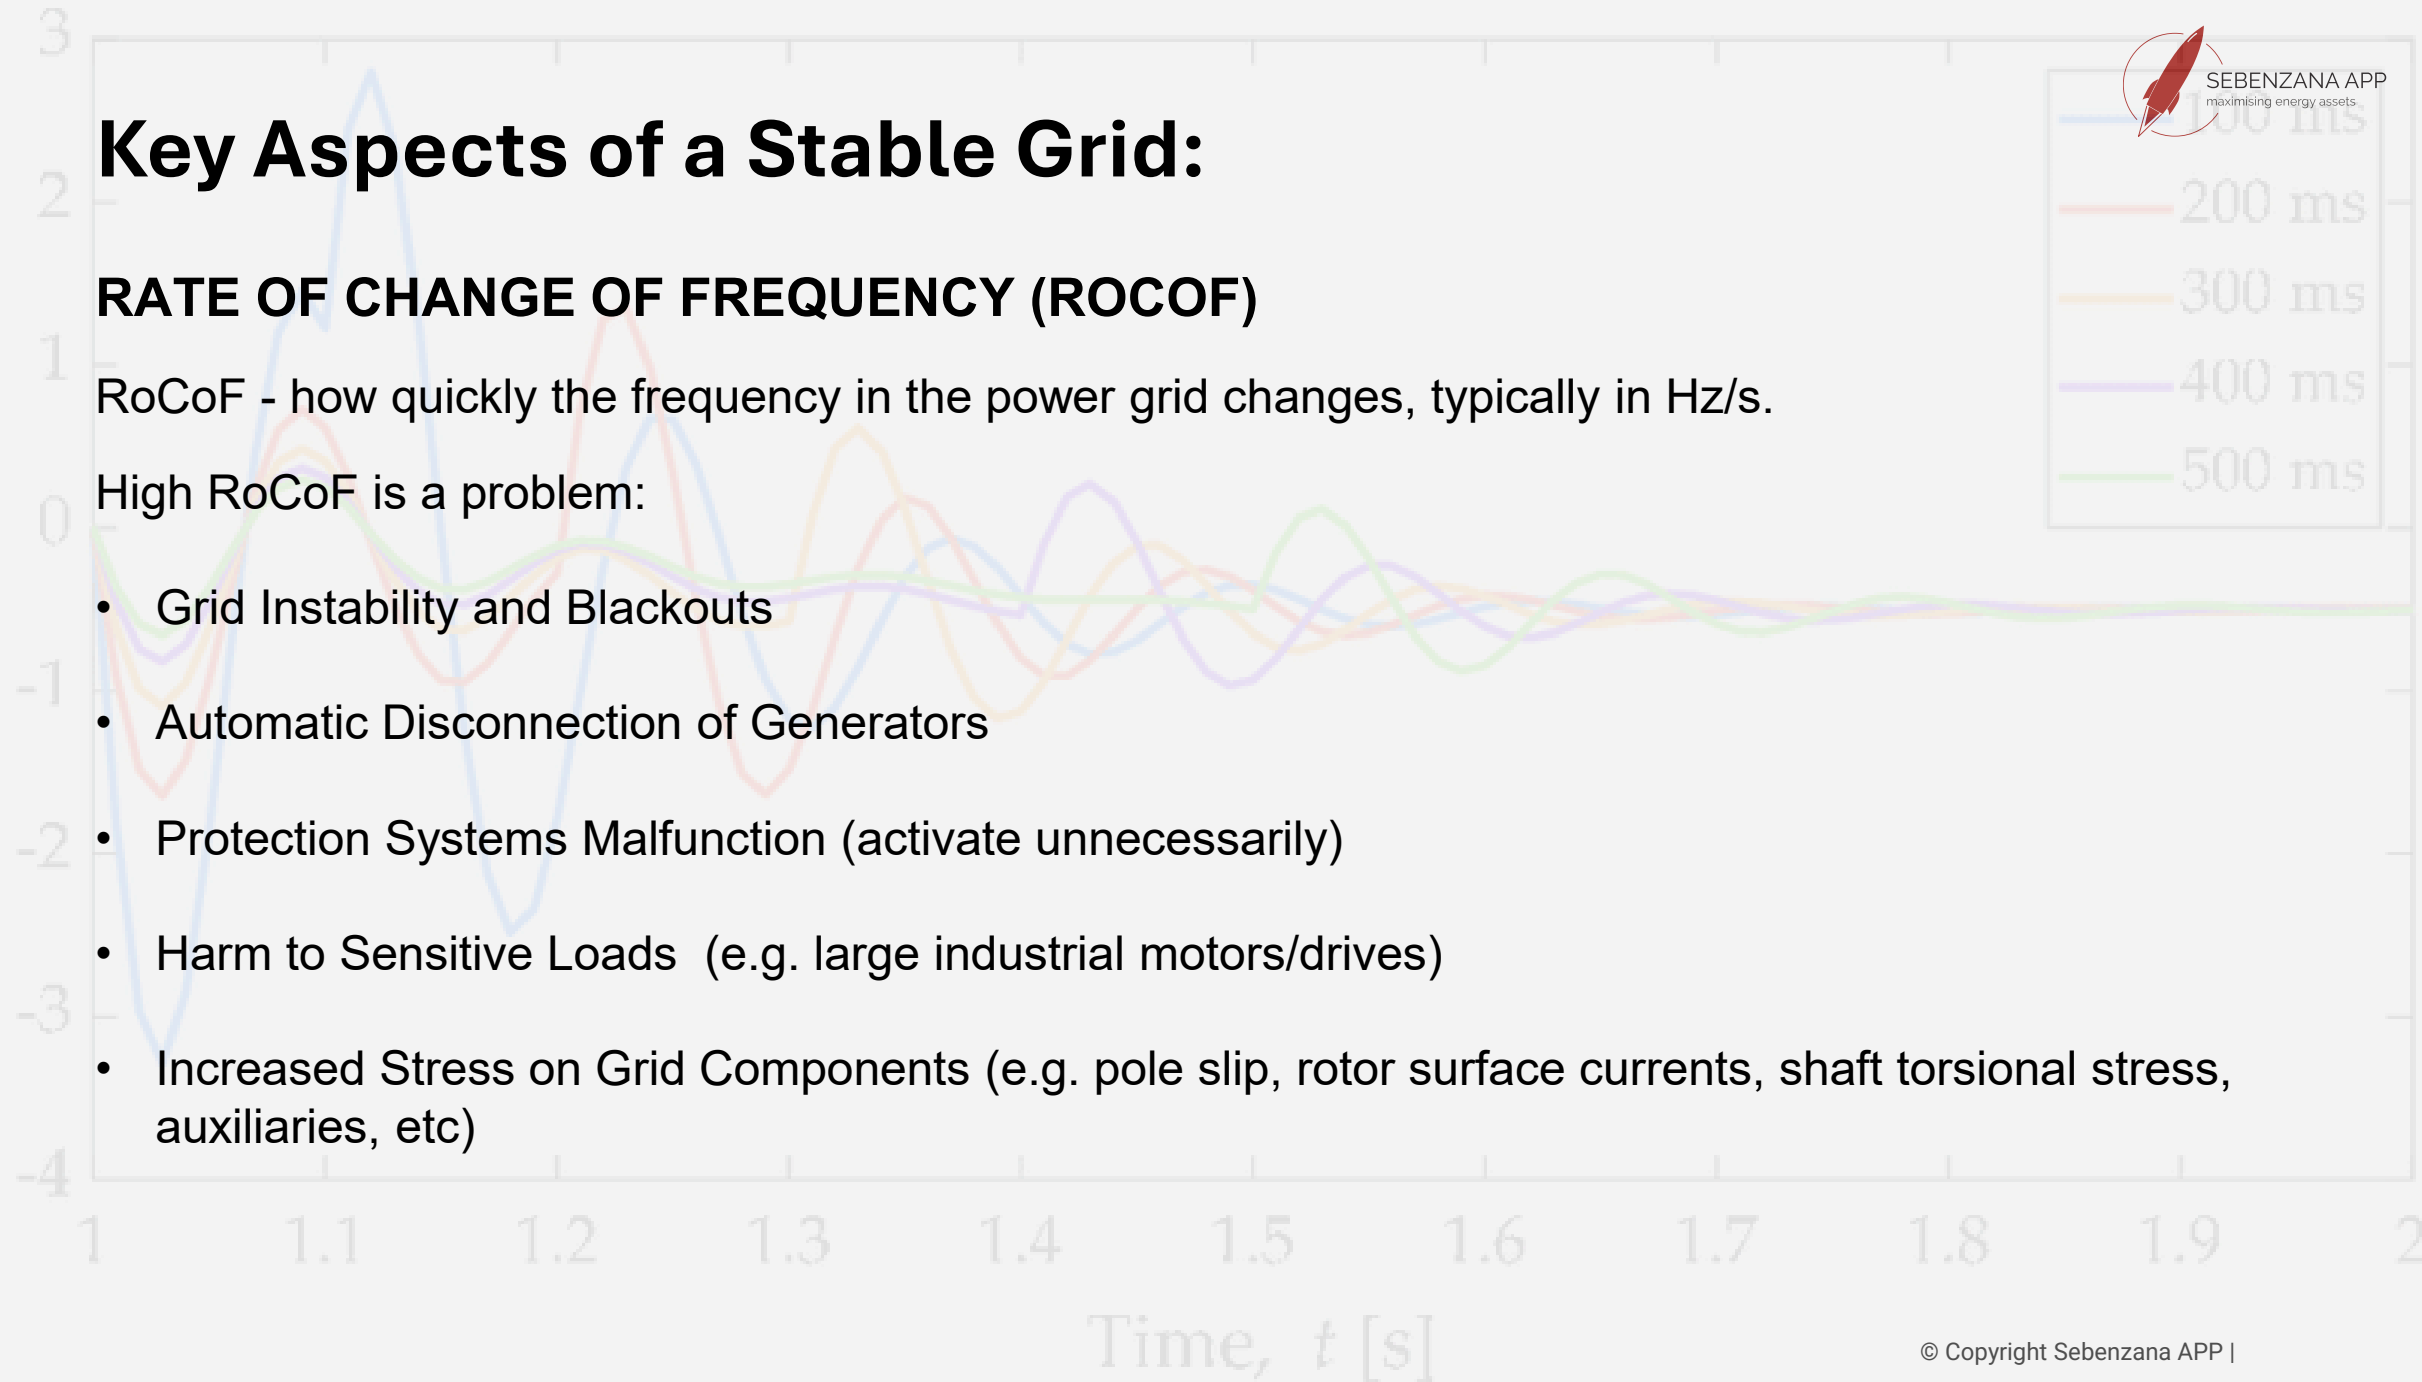 SEBENZANA APP
maximising energy assets
Key Aspects of a Stable Grid:
RATE OF CHANGE OF FREQUENCY (ROCOF)
RoCoF - how quickly the frequency in the power grid changes, typically in Hz/s.
High RoCoF is a problem:
• Grid Instability and Blackouts
• Automatic Disconnection of Generators
• Protection Systems Malfunction (activate unnecessarily)
• Harm to Sensitive Loads  (e.g. large industrial motors/drives)
• Increased Stress on Grid Components (e.g. pole slip, rotor surface currents, shaft torsional stress,
auxiliaries, etc)
100 ms
200 ms
300 ms
400 ms
500 ms
3
2
1
0
-1
-2
-3
-4
1 1.1 1.2 1.3 1.4 1.5 1.6 1.7 1.8 1.9 2
Time, t [s]
© Copyright Sebenzana APP |